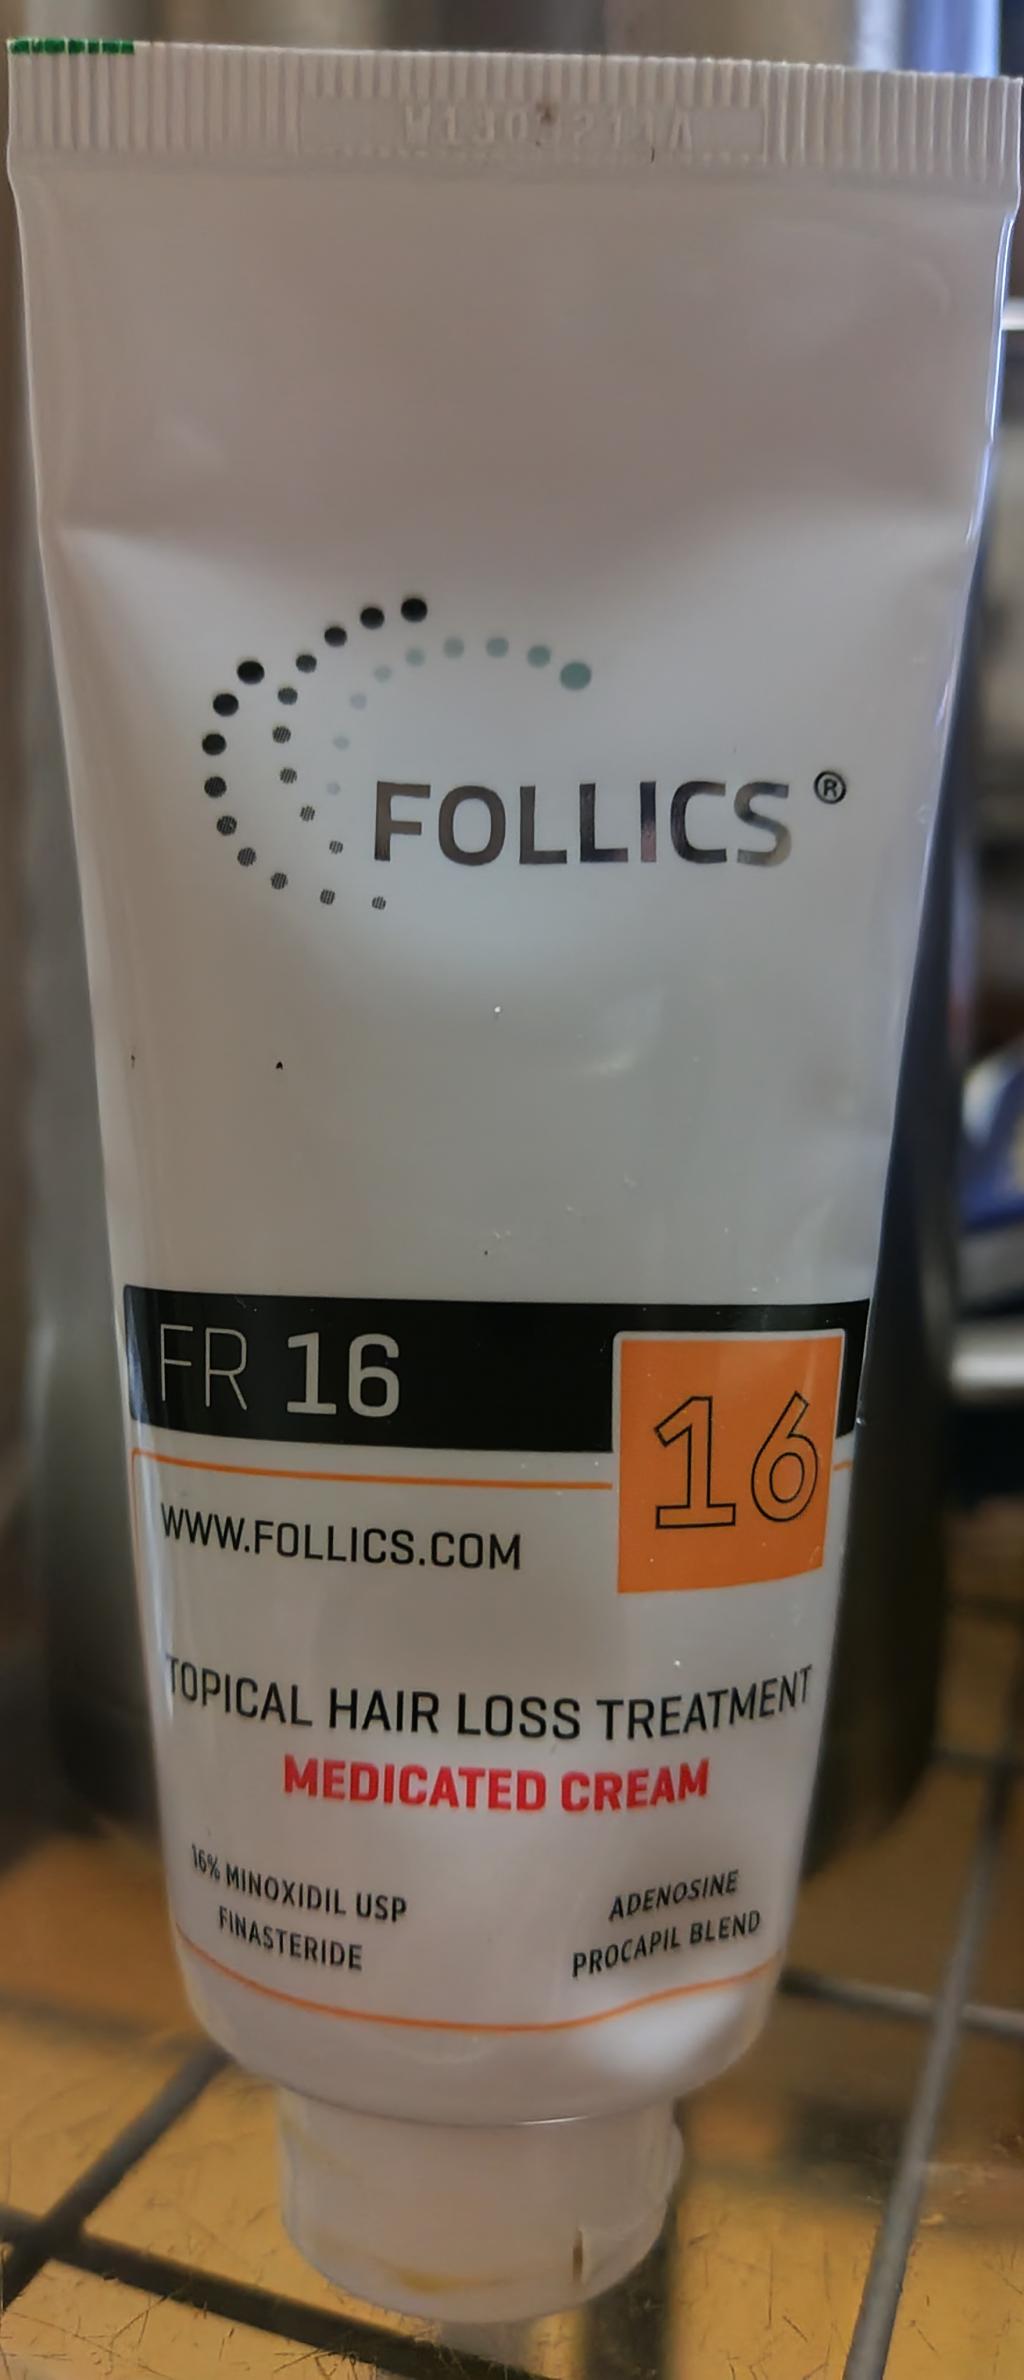 FOLLICS ®
FR 16
16
WWW.FOLLICS.COM
TOPICAL HAIR LOSS TREATMENT
MEDICATED CREAM
16% MINOXIDIL USP
FINASTERIDE
ADENOSINE
PROCAPIL BLEND